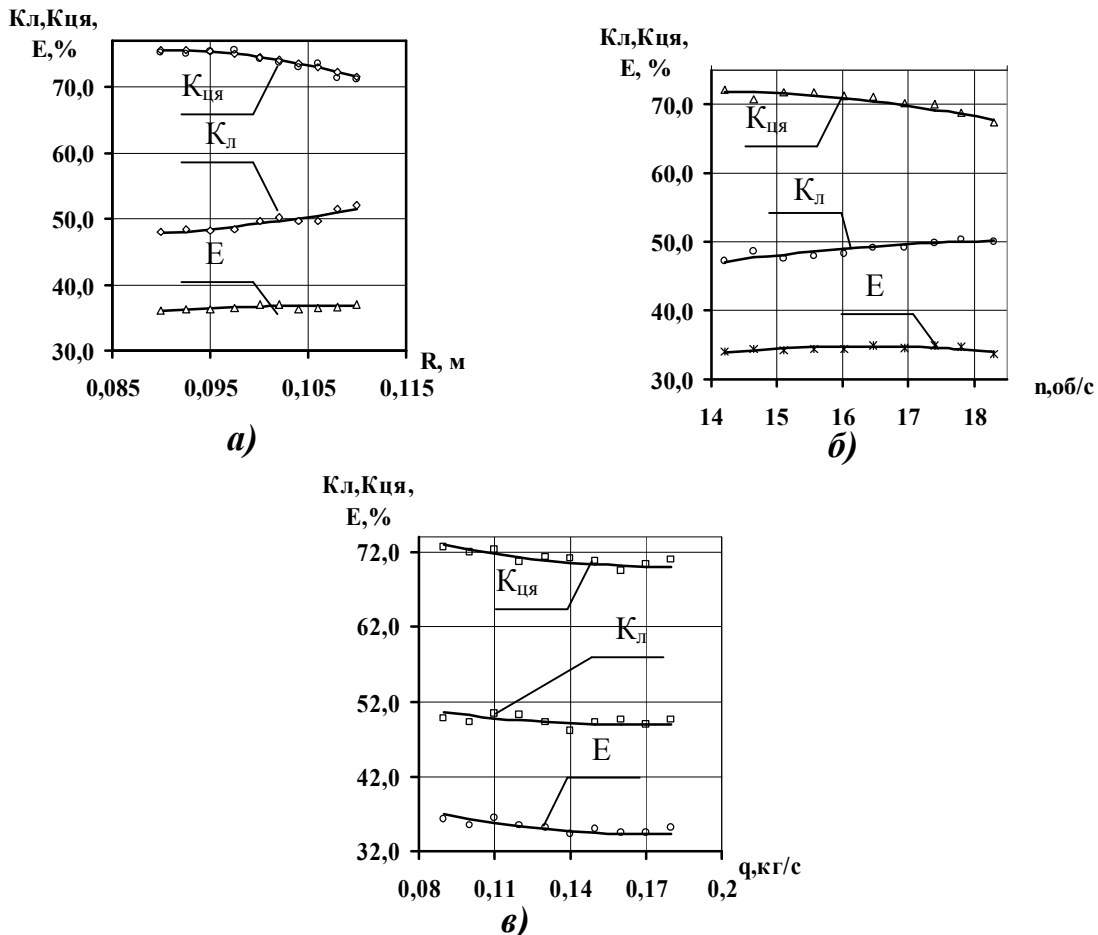 Кл,Кця,
Е,%
70,0
60,0
50,0
40,0
30,0
Кця
Кл
Е
0,085 0,095 0,105 0,115
R, м
а)
Кл,Кця,
Е, %
70,0
60,0
50,0
40,0
30,0
Кця
Кл
Е
14 15 16 17 18
n,об/с
б)
Кл,Кця,
Е,%
72,0
62,0
52,0
42,0
32,0
Кця
Кл
Е
0,08 0,11 0,14 0,17 0,2
q,кг/с
в)